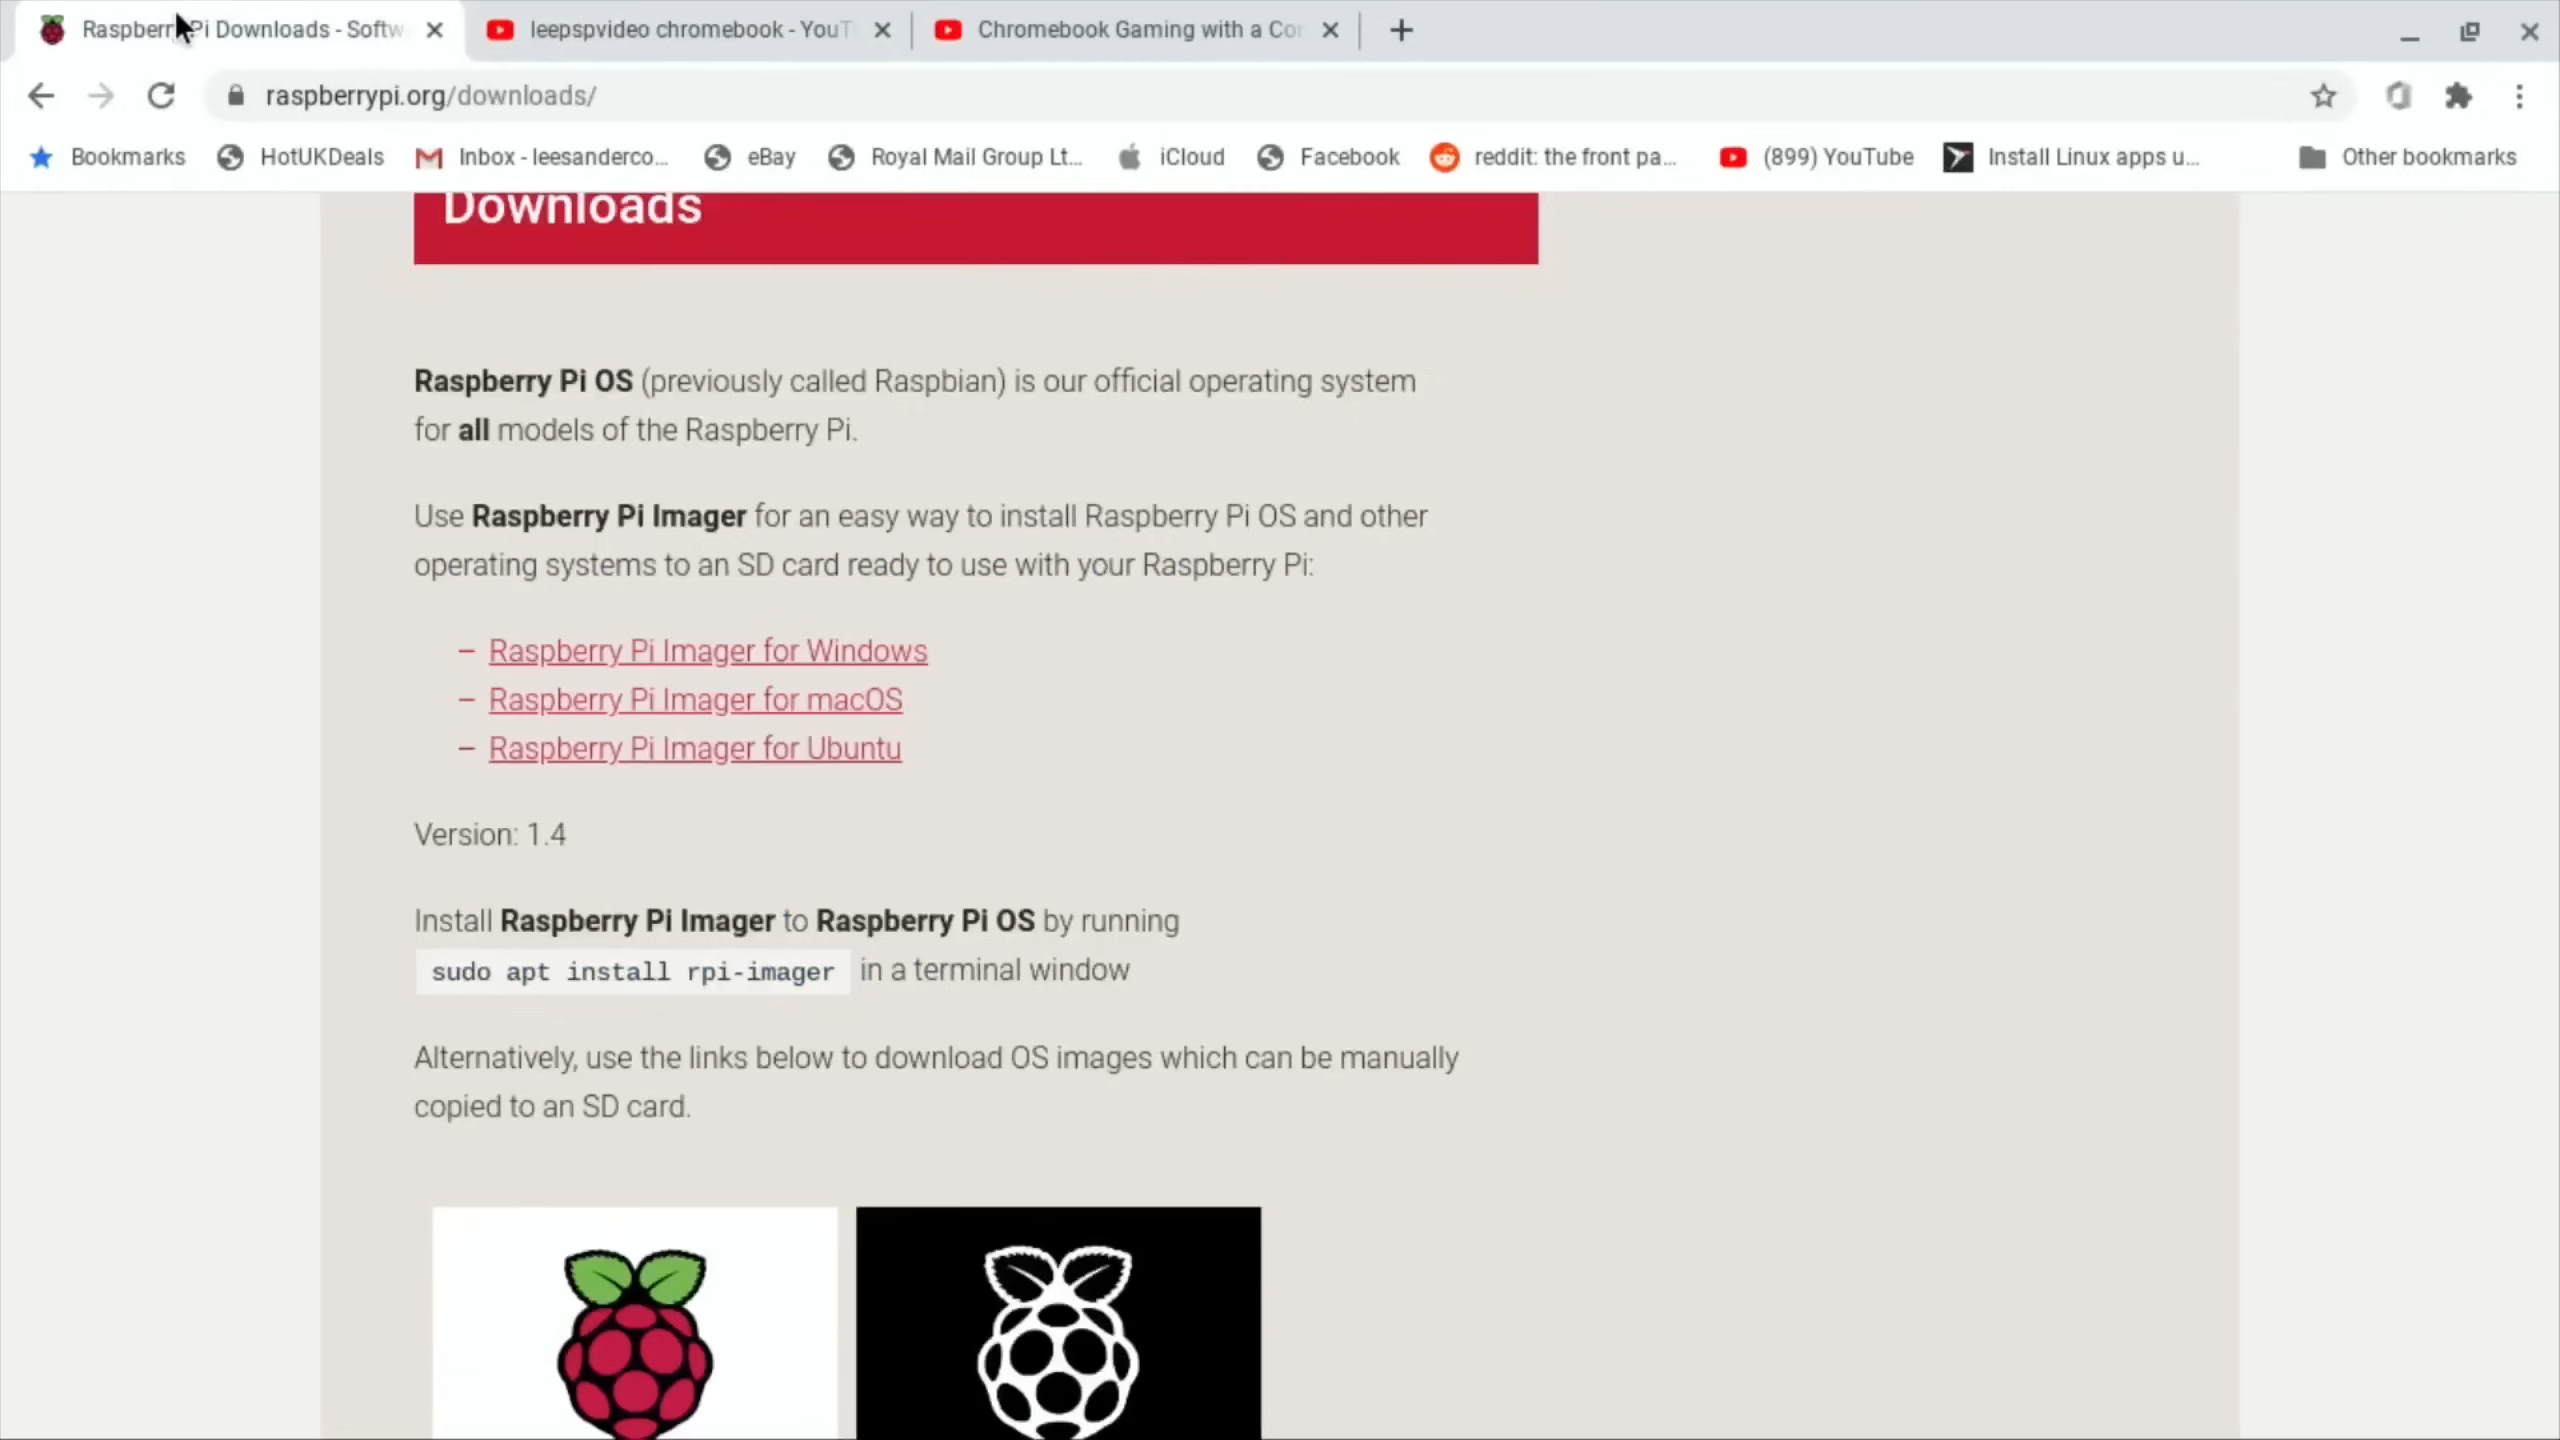 Raspberry Pi Downloads - Softw
leepspvideo chromebook - YouT
Chromebook Gaming with a Co
raspberrypi.org/downloads/
Bookmarks
HotUKDeals
Inbox - leesanderco...
eBay
Royal Mail Group Lt...
iCloud
Facebook
reddit: the front pa...
(899) YouTube
Install Linux apps u...
Other bookmarks
Downloads
Raspberry Pi OS (previously called Raspbian) is our official operating system
for all models of the Raspberry Pi.
Use Raspberry Pi Imager for an easy way to install Raspberry Pi OS and other
operating systems to an SD card ready to use with your Raspberry Pi:
– Raspberry Pi Imager for Windows
– Raspberry Pi Imager for macOS
– Raspberry Pi Imager for Ubuntu
Version: 1.4
Install Raspberry Pi Imager to Raspberry Pi OS by running
sudo apt install rpi-imager in a terminal window
Alternatively, use the links below to download OS images which can be manually
copied to an SD card.